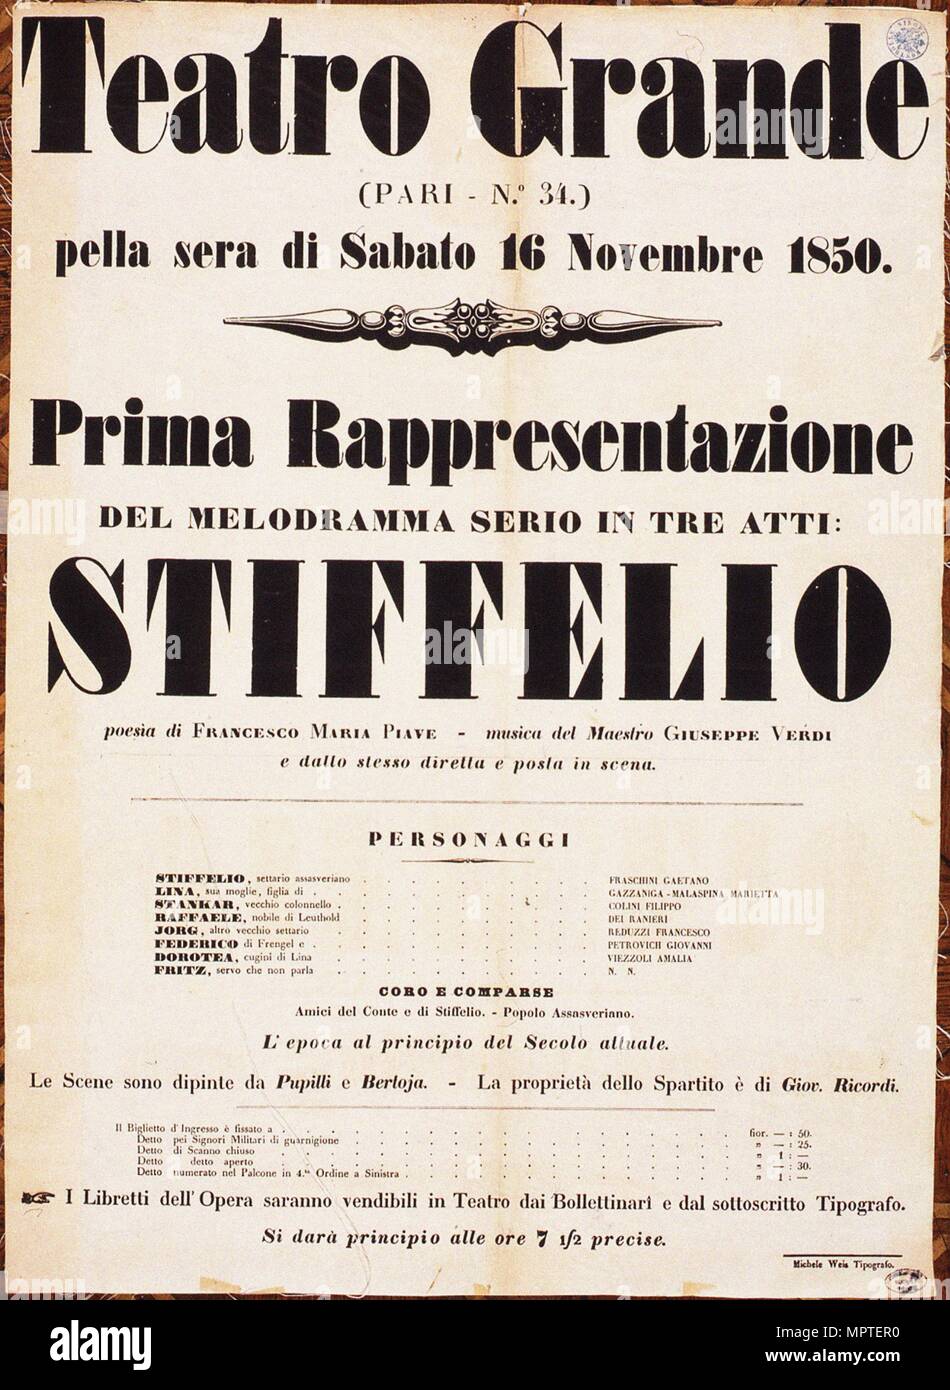 Teatro Grande
(PARI - N.º 34.)
pella sera di Sabato 16 Novembre 1850.
Prima Rappresentazione
DEL MELODRAMMA SERIO IN TRE ATTI:
STIFFELIO
poesia di FRANCESCO MARIA PIAVE - musica del Maestro GIUSEPPE VERDI
e dallo stesso diretta e posta in scena.
PERSONAGGI
STIFFELIO, settario assasveriano . . . . . . . . . . FRASCHINI GAETANO
LINA, sua moglie, figlia di . . . . . . . . . . . GAZZANIGA-MALASPINA MARIETTA
STANKAR, vecchio colonnello . . . . . . . . . . COLINI FILIPPO
RAFFAELE, nobile di Leuthold . . . . . . . . . . DEI RANIERI
JORG, altro vecchio settario . . . . . . . . . . REDUZZI FRANCESCO
FEDERICO di Frengel e . . . . . . . . . . . PETROVICH GIOVANNI
DOROTEA, cugini di Lina . . . . . . . . . . VIEZZOLI AMALIA
FRITZ, servo che non parla . . . . . . . . . . N. N.
CORO E COMPARSE
Amici del Conte e di Stiffelio. - Popolo Assasveriano.
L'epoca al principio del Secolo attuale.
Le Scene sono dipinte da Pupilli e Bertoja. - La proprietà dello Spartito è di Giov. Ricordi.
Il Biglietto d'Ingresso è fissato a . . . . . . . . . . fior. — : 50.
Detto pei Signori Militari di guarnigione . . . . . . . . . . " — : 25.
Detto di Scanno chiuso . . . . . . . . . . " 1 : —
Detto detto aperto . . . . . . . . . . " — : 30.
Detto numerato nel Palcone in 4.to Ordine a Sinistra . . . . . . . . . . " 1 : —
I Libretti dell'Opera saranno vendibili in Teatro dai Bollettinarî e dal sottoscritto Tipografo.
Si darà principio alle ore 7 1/2 precise.
Michele Weis Tipografo.
alamy
Image ID: MPTER0
www.alamy.com